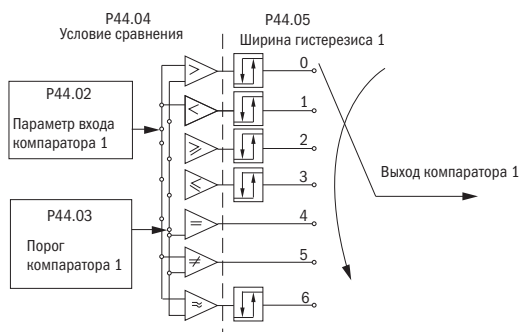 P44.04
Условие сравнения
P44.05
Ширина гистерезиса 1
P44.02
Параметр входа
компаратора 1
P44.03
Порог
компаратора 1
>
<
⩾
⩽
=
≠
≈
0
1
2
3
4
5
6
Выход компаратора 1